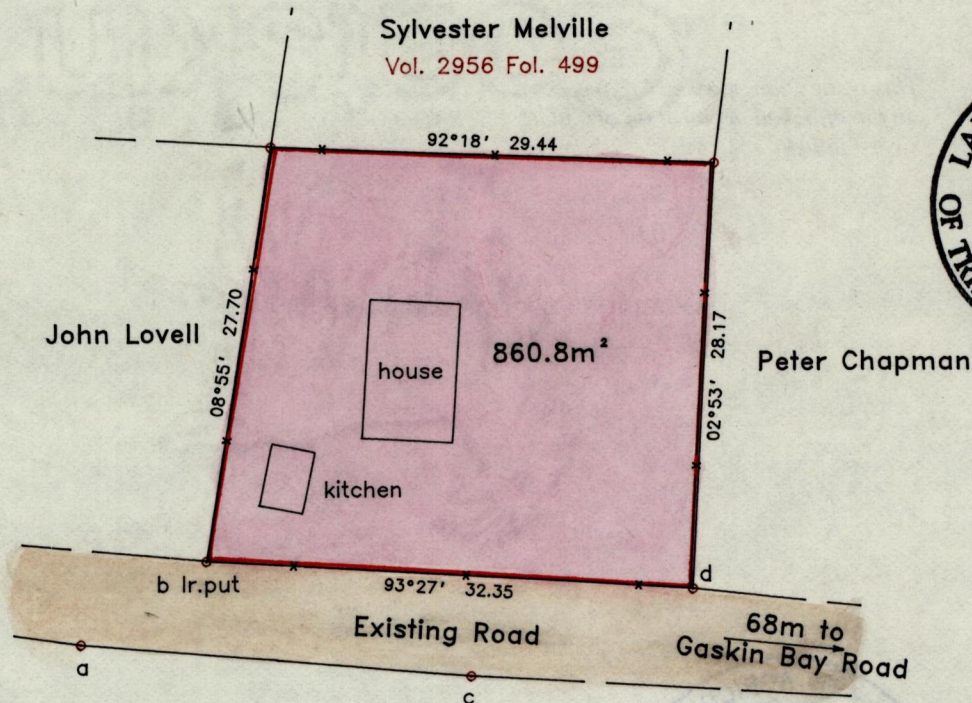 Sylvester Melville
Vol. 2956 Fol. 499
92°18' 29.44
John Lovell
08°55' 27.70
house
860.8m²
02°53' 28.17
Peter Chapman
kitchen
b Ir.put
93°27' 32.35
d
Existing Road
68m to
Gaskin Bay Road
a
c
OF